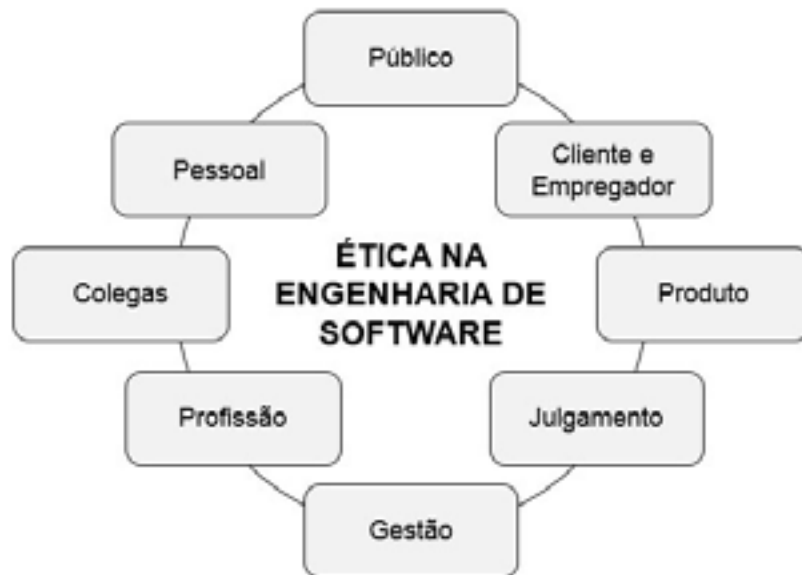 Público
Pessoal
Cliente e
Empregador
ÉTICA NA
ENGENHARIA DE
SOFTWARE
Colegas
Produto
Profissão
Julgamento
Gestão